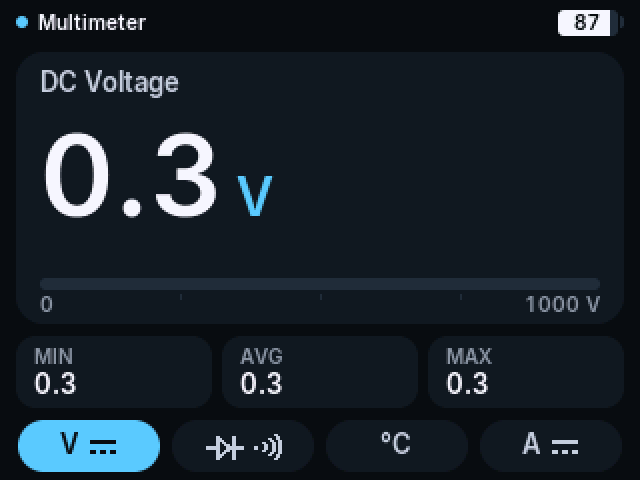 Multimeter
87
DC Voltage
0.3 V
0
1000 V
MIN
0.3
AVG
0.3
MAX
0.3
V
°C
A